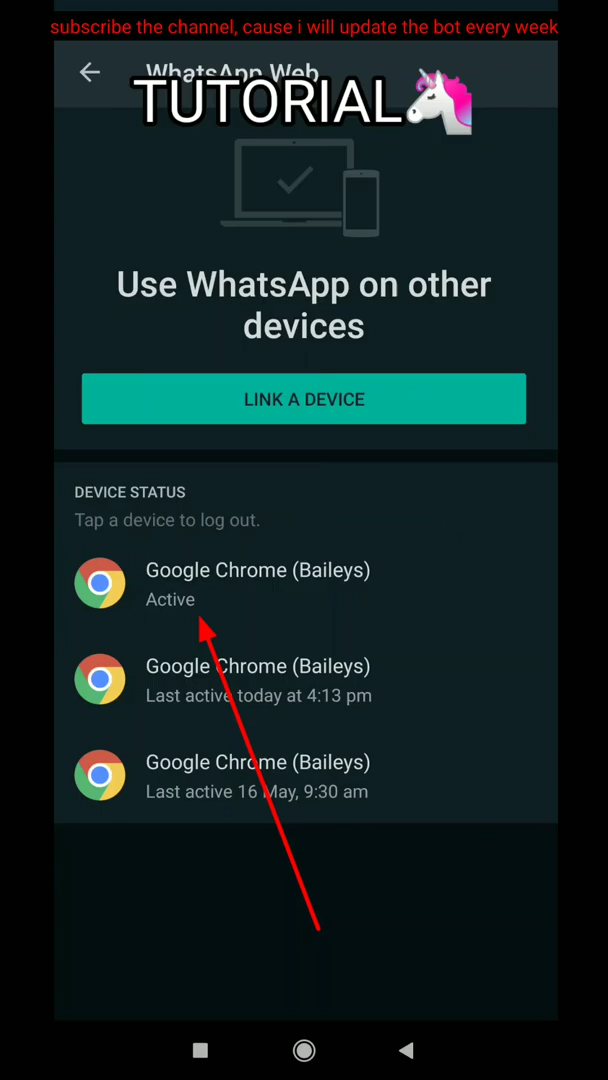 subscribe the channel, cause i will update the bot every week
WhatsApp Web
TUTORIAL🦄
Use WhatsApp on other
devices
LINK A DEVICE
DEVICE STATUS
Tap a device to log out.
Google Chrome (Baileys)
Active
Google Chrome (Baileys)
Last active today at 4:13 pm
Google Chrome (Baileys)
Last active 16 May, 9:30 am